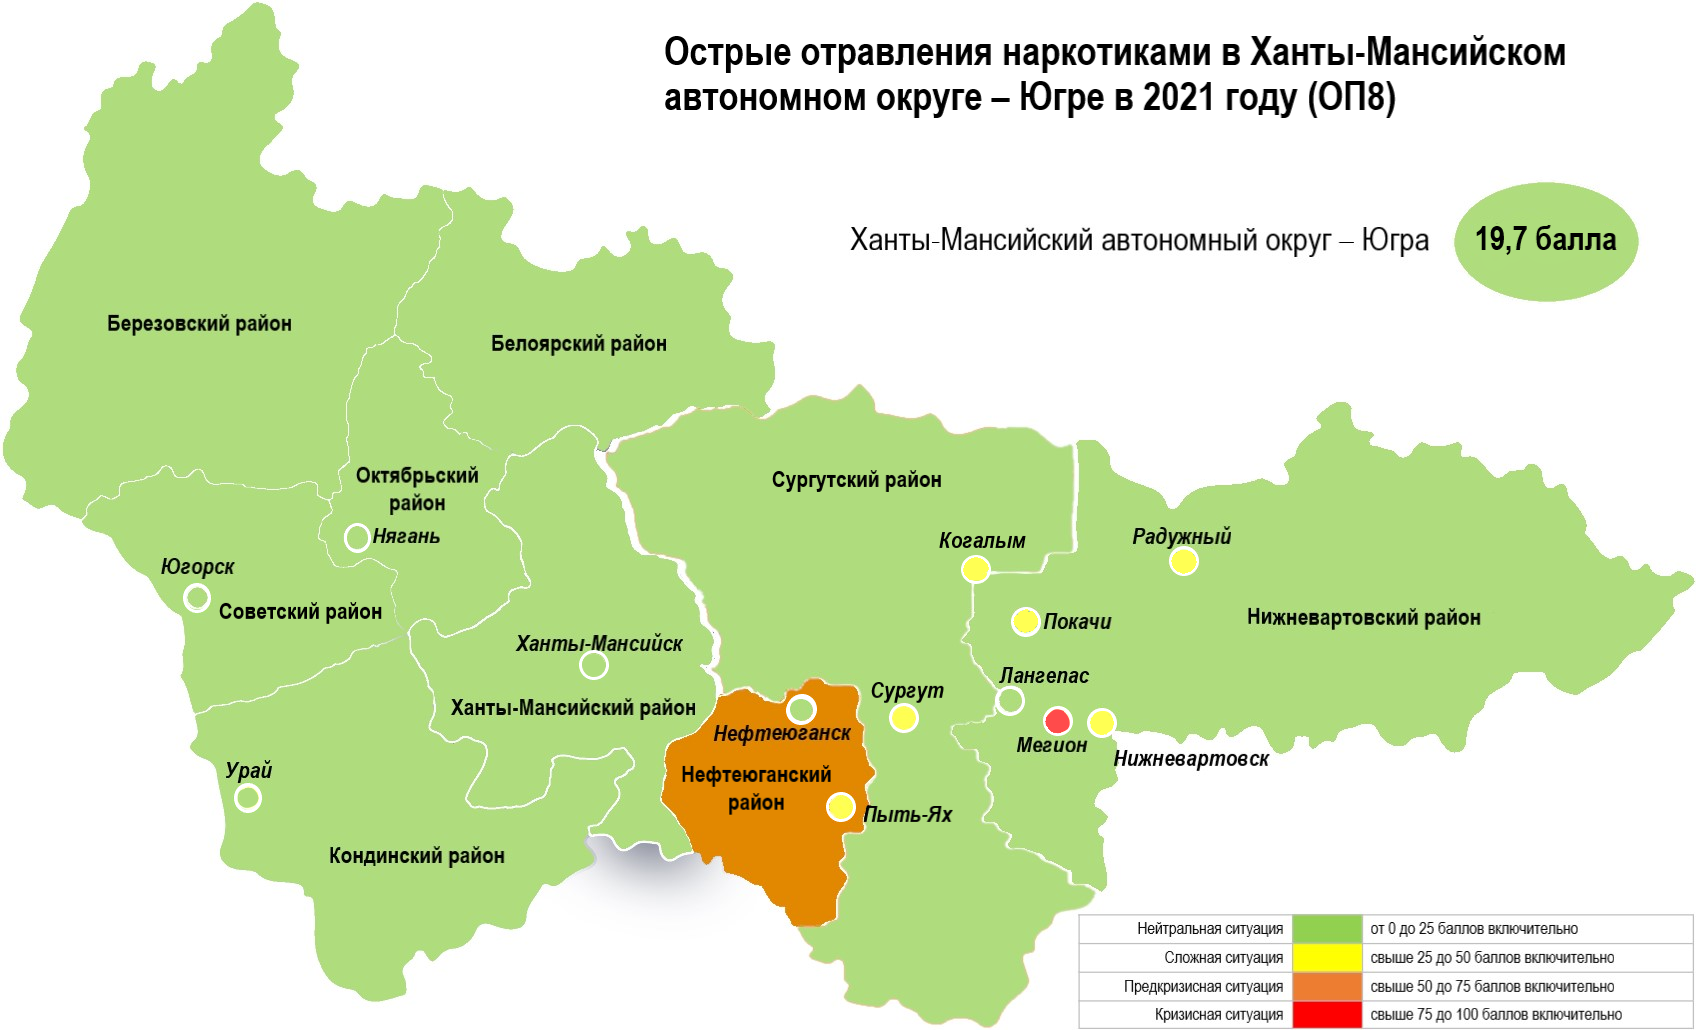 Острые отравления наркотиками в Ханты-Мансийском
автономном округе – Югре в 2021 году (ОП8)
Ханты-Мансийский автономный округ – Югра
19,7 балла
Березовский район
Белоярский район
Октябрьский
район
Нягань
Сургутский район
Когалым
Радужный
Югорск
Советский район
Покачи
Нижневартовский район
Ханты-Мансийск
Лангепас
Сургут
Ханты-Мансийский район
Нефтеюганск
Мегион
Нижневартовск
Урай
Нефтеюганский
район
Пыть-Ях
Кондинский район
Нейтральная ситуация от 0 до 25 баллов включительно
Сложная ситуация свыше 25 до 50 баллов включительно
Предкризисная ситуация свыше 50 до 75 баллов включительно
Кризисная ситуация свыше 75 до 100 баллов включительно